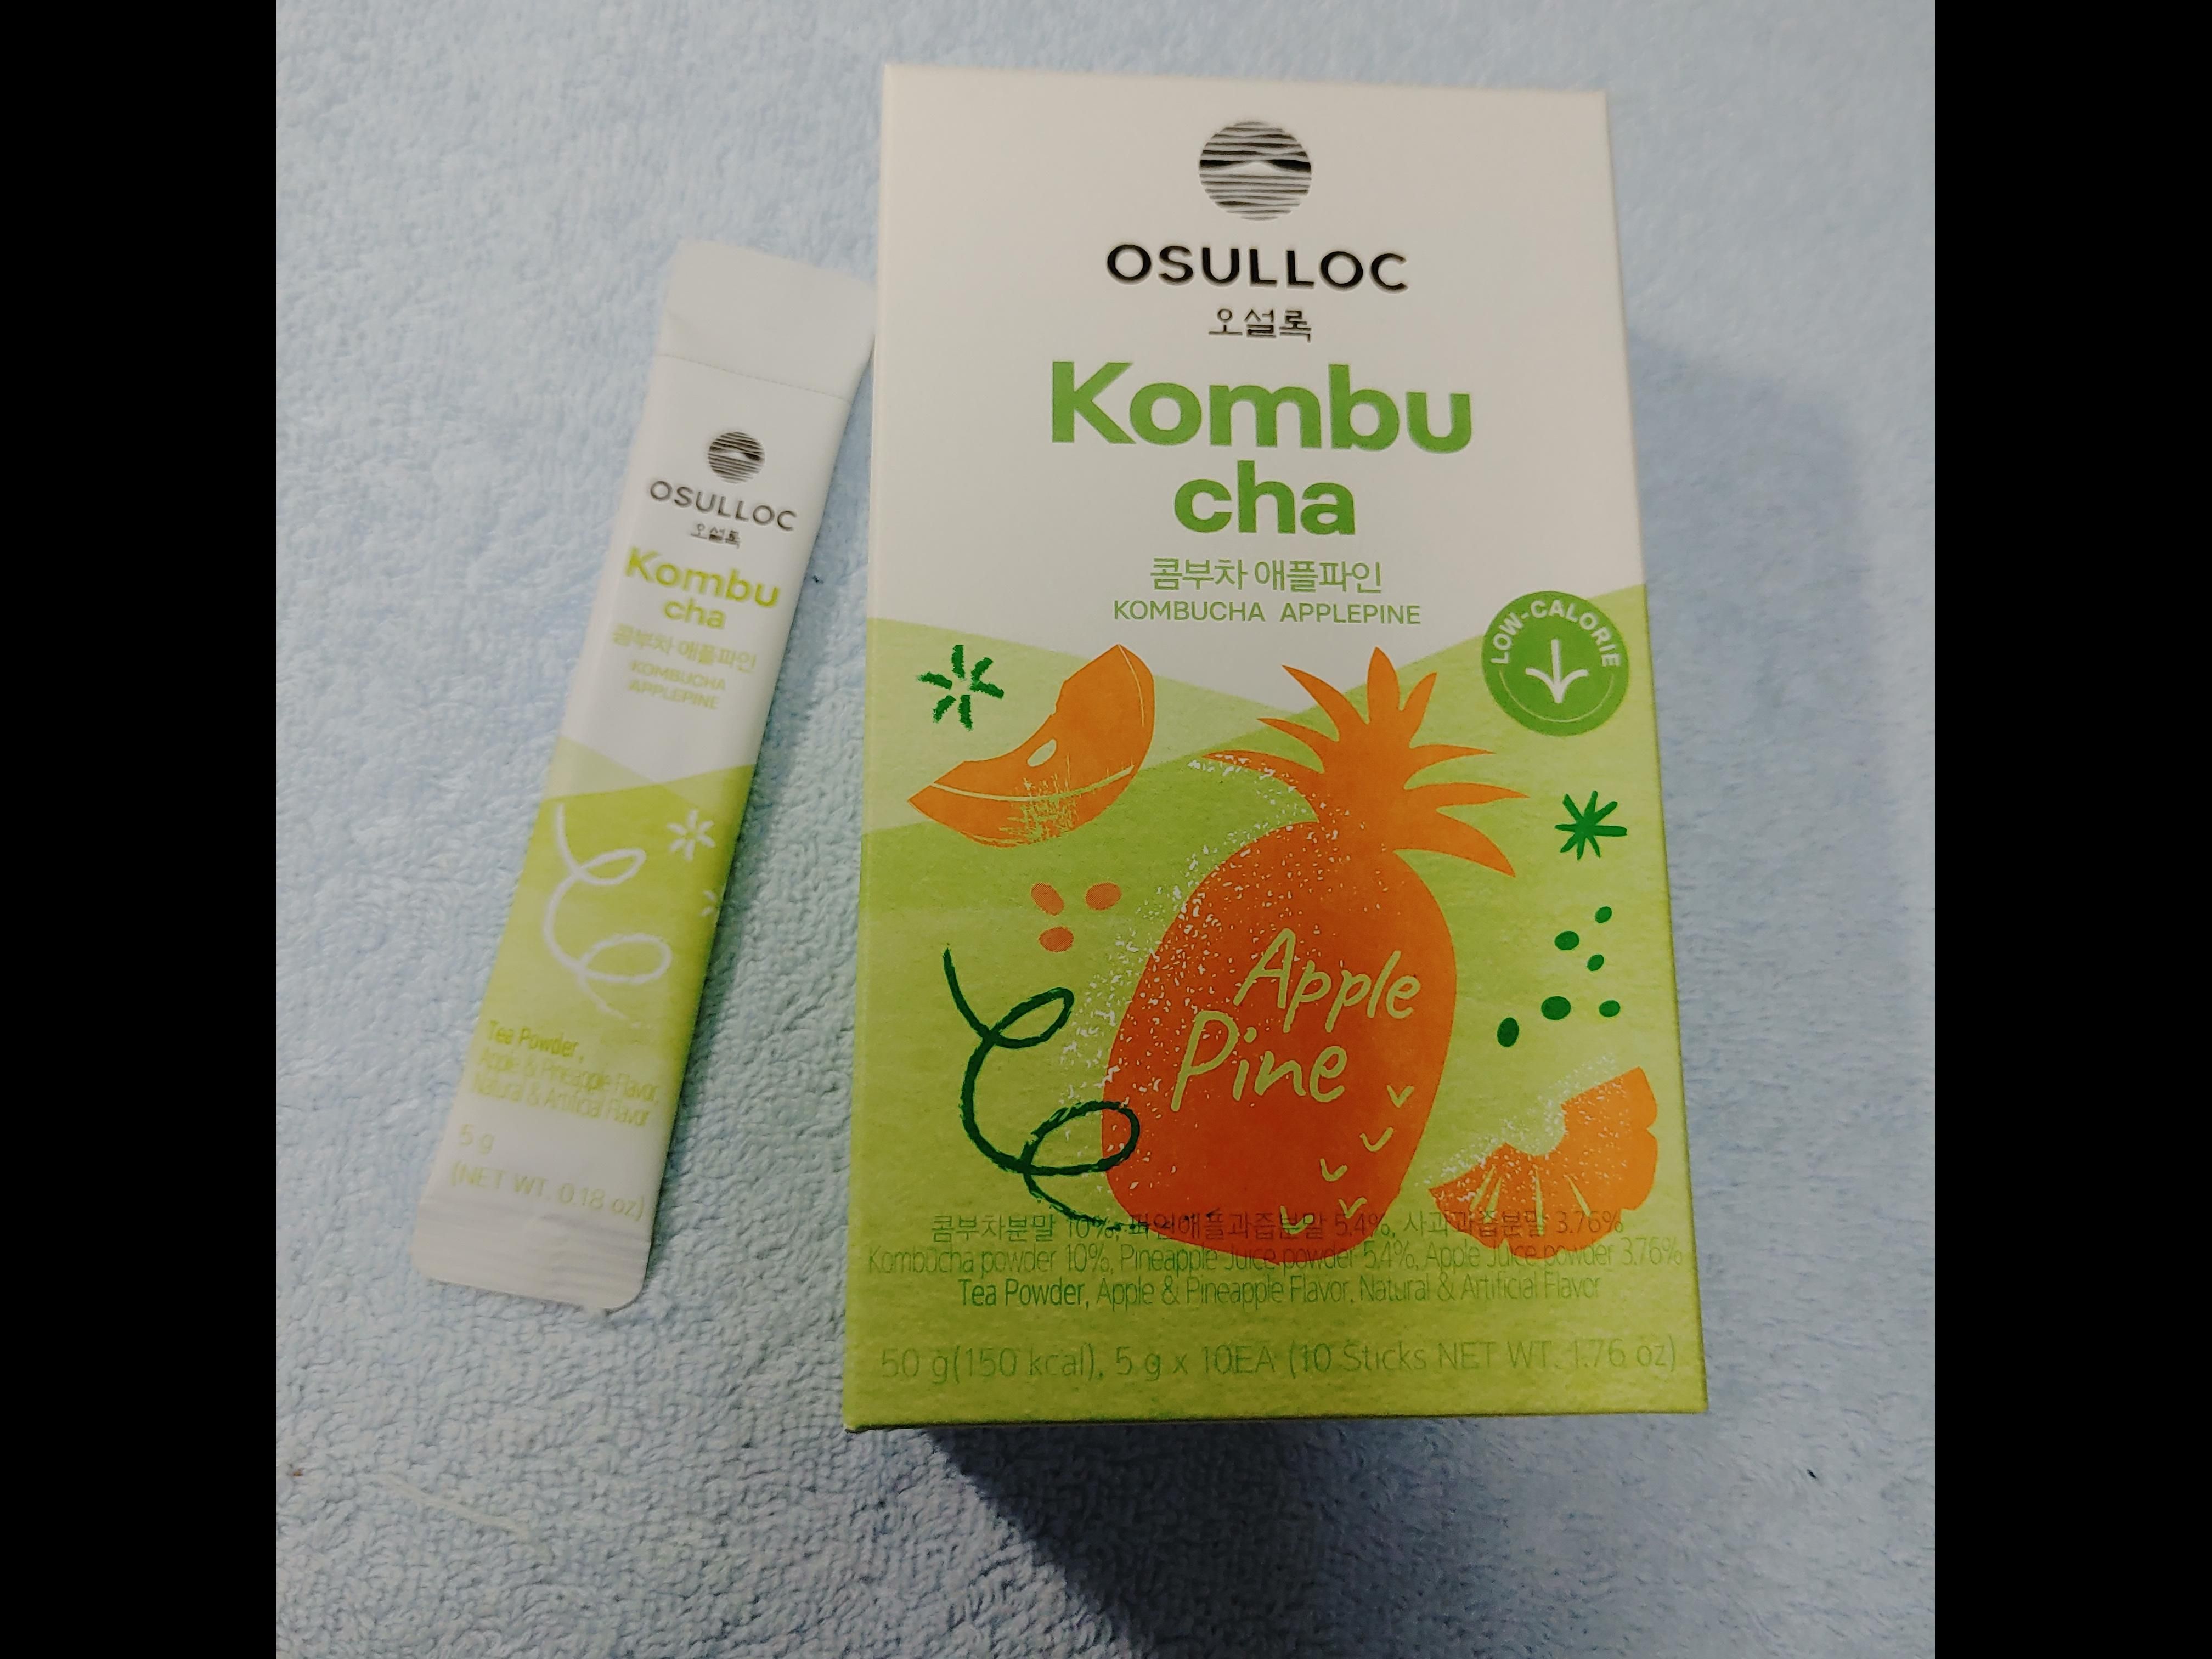 OSULLOC
오설록
Kombu
cha
콤부차 애플파인
KOMBUCHA
APPLEPINE
Tea Powder,
Apple & Pineapple Flavor,
Natural & Artificial Flavor
5 g
(NET WT. 0.18 oz)
OSULLOC
오설록
Kombu
cha
콤부차 애플파인
KOMBUCHA APPLEPINE
LOW-CALORIE
Apple
Pine
콤부차분말 10%, 파인애플과즙분말 5.4%, 사과과즙분말 3.76%
Kombucha powder 10%, Pineapple Juice powder 5.4%, Apple Juice powder 3.76%
Tea Powder, Apple & Pineapple Flavor, Natural & Artificial Flavor
50 g(150 kcal), 5 g x 10EA (10 Sticks NET WT. 1.76 oz)